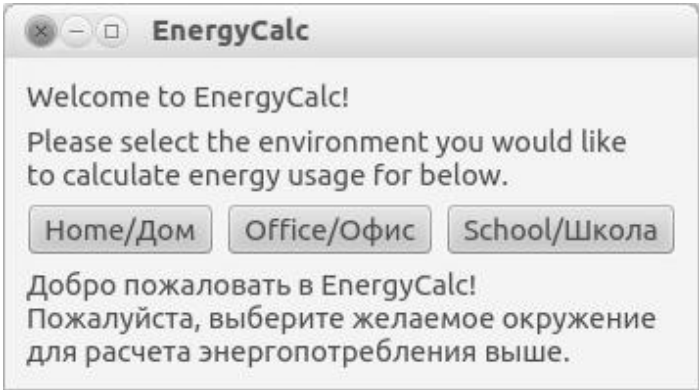 EnergyCalc
Welcome to EnergyCalc!
Please select the environment you would like
to calculate energy usage for below.
Home/Дом Office/Офис School/Школа
Добро пожаловать в EnergyCalc!
Пожалуйста, выберите желаемое окружение
для расчета энергопотребления выше.